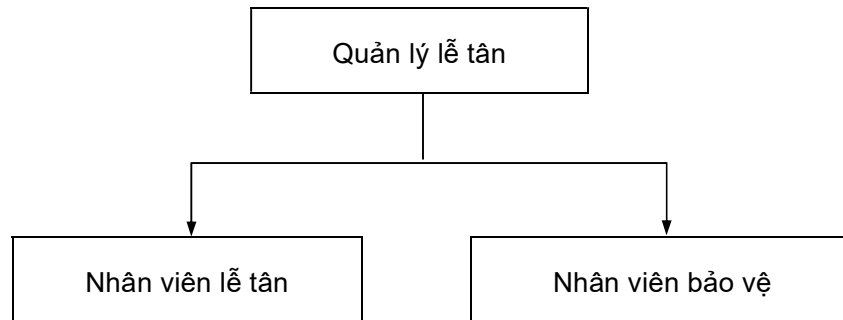 Quản lý lễ tân
Nhân viên lễ tân
Nhân viên bảo vệ